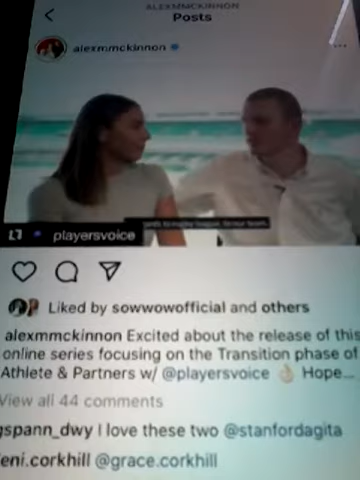 ALEXMMCKINNON
Posts
alexmmckinnon
playersvoice
Liked by sowwowofficial and others
alexmmckinnon Excited about the release of this
online series focusing on the Transition phase of
Athlete & Partners w/ @playersvoice 👌🏼 Hope...
View all 44 comments
gspann_dwy I love these two @stanfordagita
eni.corkhill @grace.corkhill